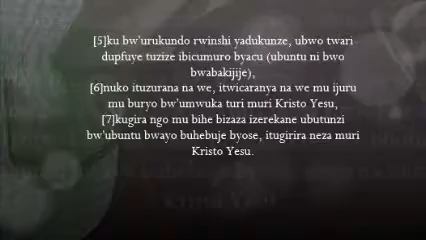 [5]ku bw'urukundo rwinshi yadukunze, ubwo twari
dupfuye tuzize ibicumuro byacu (ubuntu ni bwo
bwabakijije),
[6]nuko ituzurana na we, itwicaranya na we mu ijuru
mu buryo bw'umwuka turi muri Kristo Yesu,
[7]kugira ngo mu bihe bizaza izerekane ubutunzi
bw'ubuntu bwayo buhebuje byose, itugirira neza muri
Kristo Yesu.